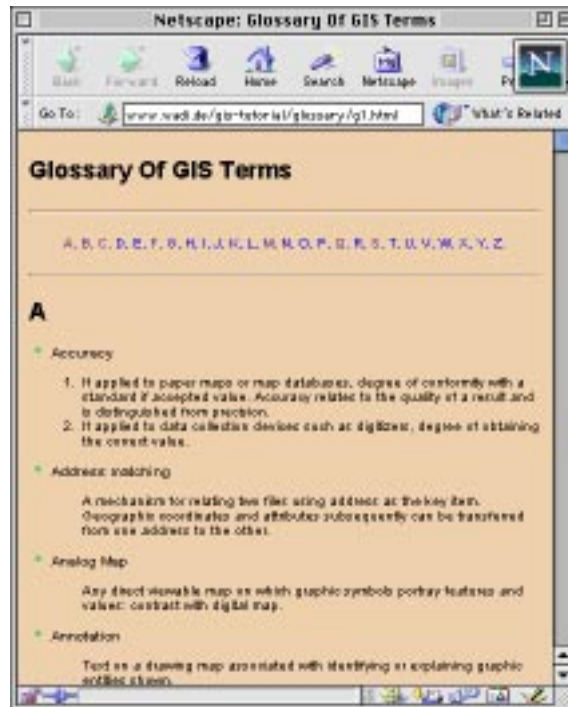 Netscape: Glossary Of GIS Terms
Back Forward Reload Home Search Netscape Images
Go To: www.wadi.de/gis-tutorial/glossary/g1.html What's Related
Glossary Of GIS Terms
A, B, C, D, E, F, G, H, I, J, K, L, M, N, O, P, Q, R, S, T, U, V, W, X, Y, Z,
A
Accuracy
1. If applied to paper maps or map databases, degree of conformity with a
standard if accepted value. Accuracy relates to the quality of a result and
is distinguished from precision.
2. If applied to data collection devices such as digitizers, degree of obtaining
the correct value.
Address matching
A mechanism for relating two files using address as the key item.
Geographic coordinates and attributes subsequently can be transferred
from one address to the other.
Analog Map
Any direct viewable map on which graphic symbols portray features and
values: contrast with digital map.
Annotation
Text on a drawing map associated with identifying or explaining graphic
entities shown.